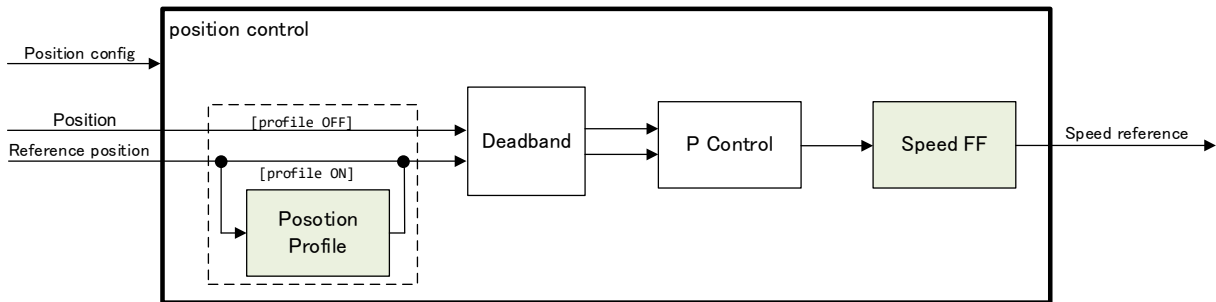 position control
Position config
Position
[profile OFF]
Reference position
[profile ON]
Posotion
Profile
Deadband
P Control
Speed FF
Speed reference